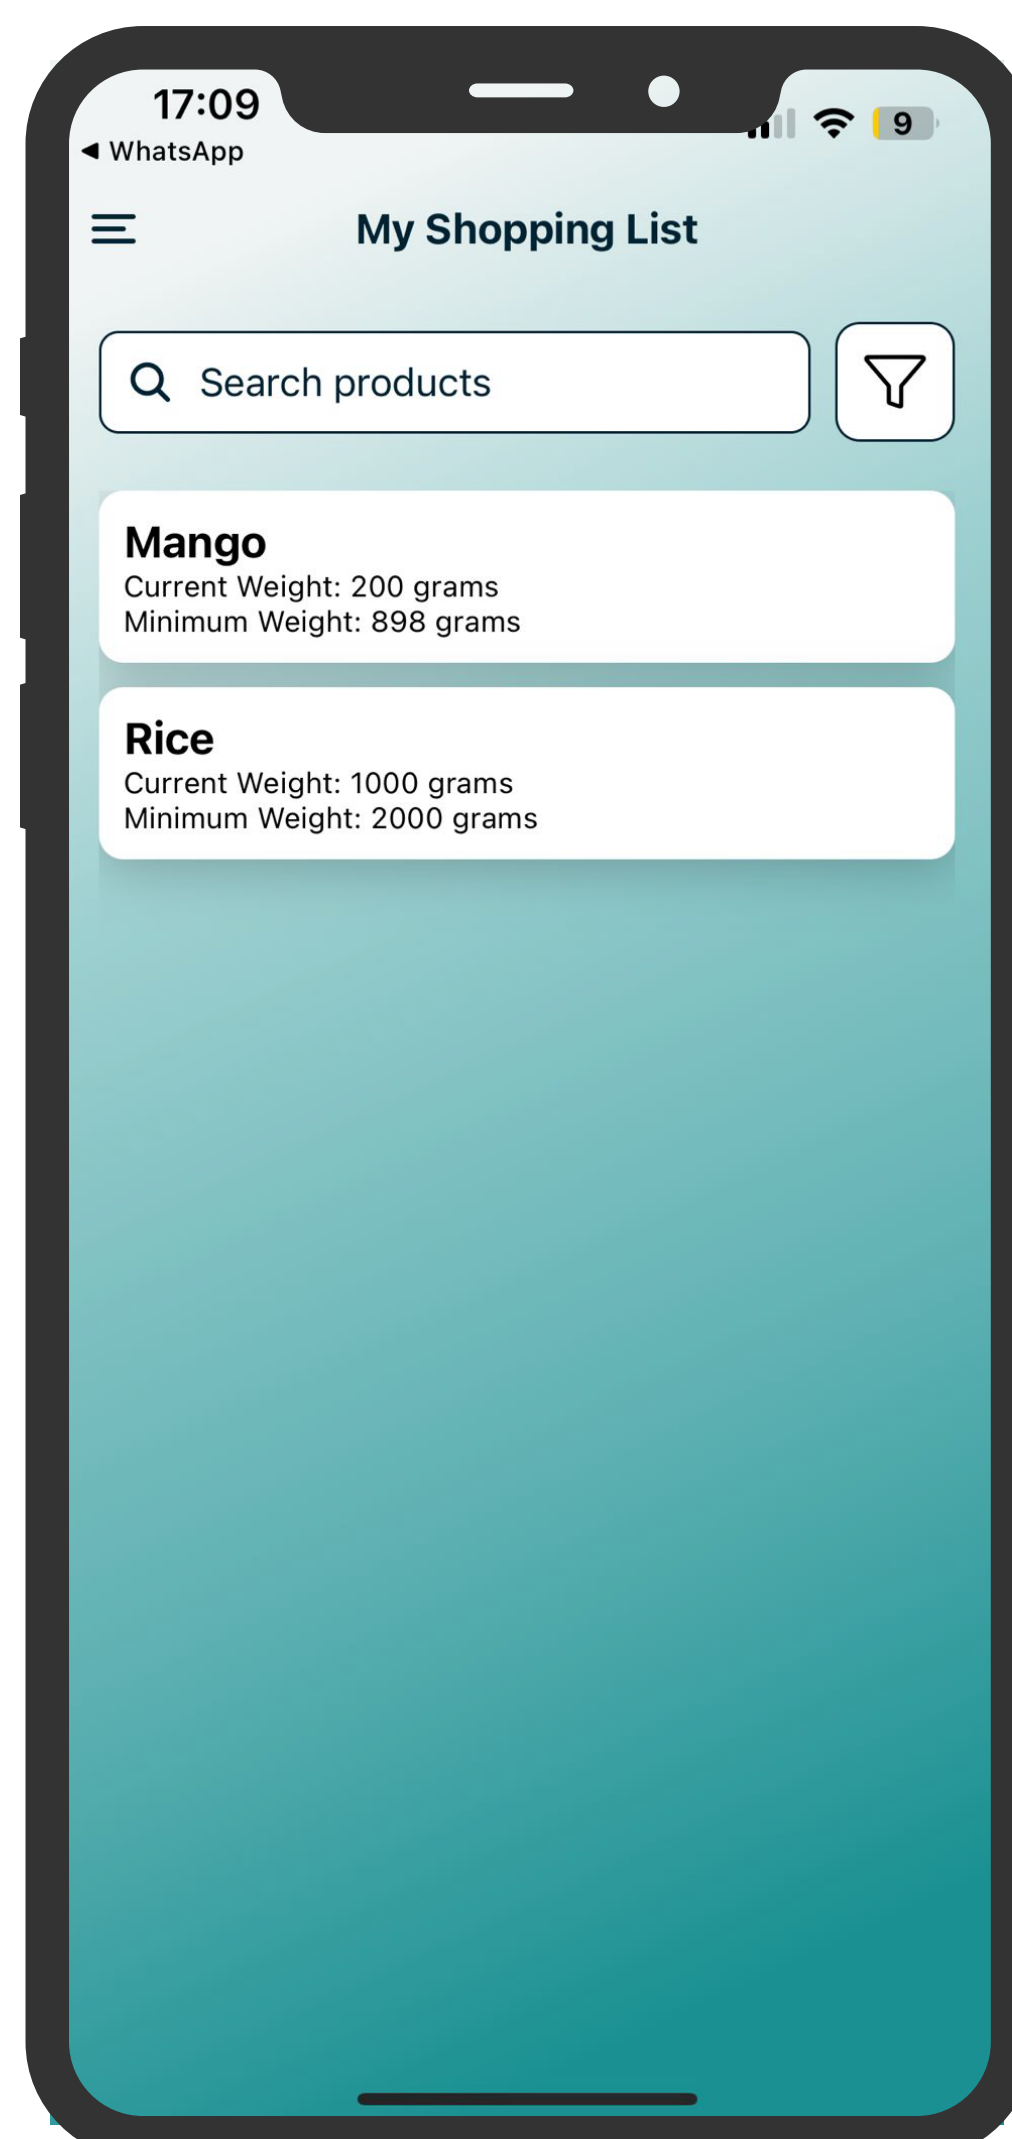 17:09
9
◀ WhatsApp
My Shopping List
Search products
Mango
Current Weight: 200 grams
Minimum Weight: 898 grams
Rice
Current Weight: 1000 grams
Minimum Weight: 2000 grams